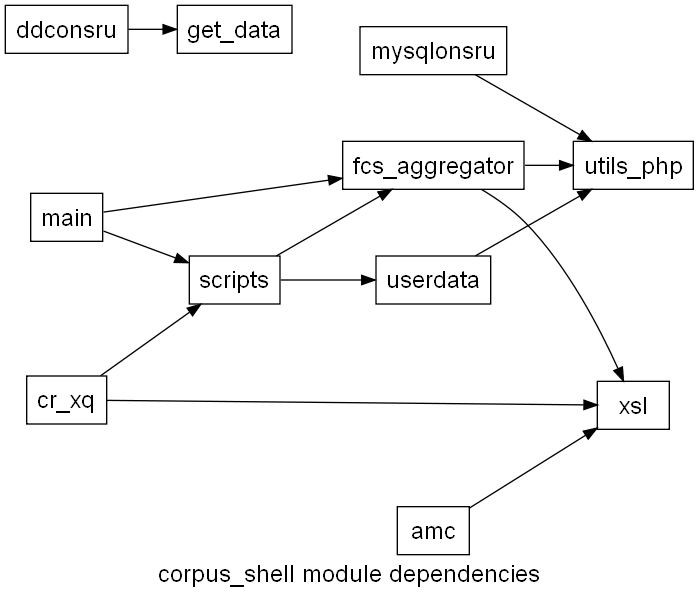 ddconsru
get_data
mysqlonsru
fcs_aggregator
utils_php
main
scripts
userdata
cr_xq
xsl
amc
corpus_shell module dependencies